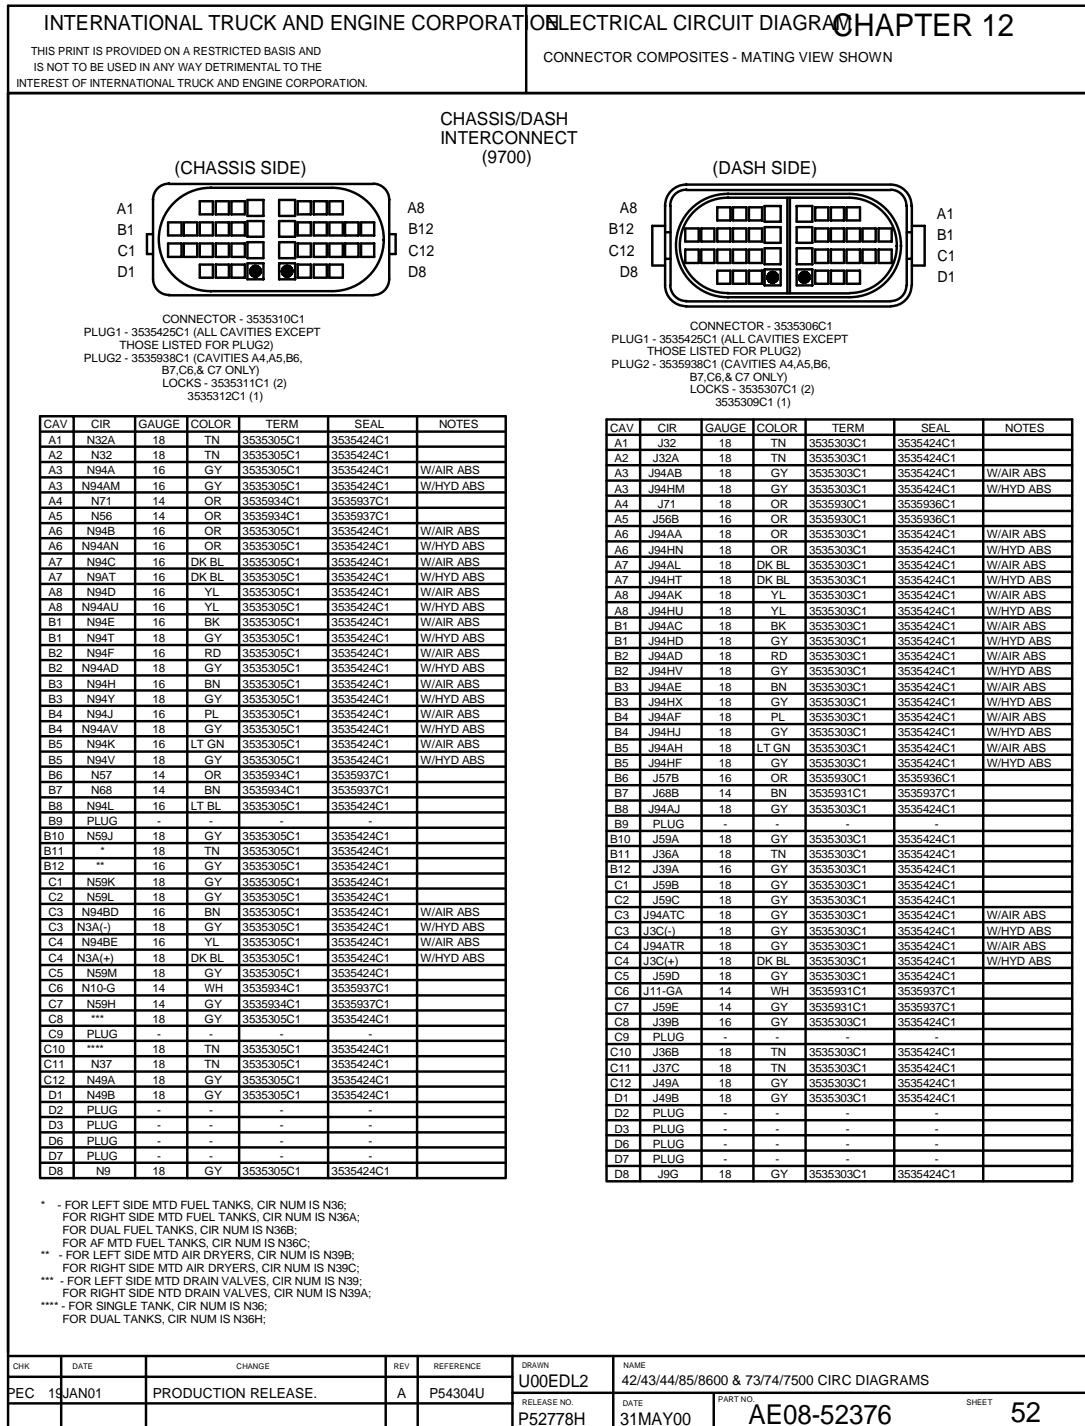 INTERNATIONAL TRUCK AND ENGINE CORPORATION
THIS PRINT IS PROVIDED ON A RESTRICTED BASIS AND
IS NOT TO BE USED IN ANY WAY DETRIMENTAL TO THE
INTEREST OF INTERNATIONAL TRUCK AND ENGINE CORPORATION.
ELECTRICAL CIRCUIT DIAGRAM
CHAPTER 12
CONNECTOR COMPOSITES - MATING VIEW SHOWN
CHASSIS/DASH
INTERCONNECT
(9700)
(CHASSIS SIDE)
A1 A8
B1 B12
C1 C12
D1 D8
CONNECTOR - 3535310C1
PLUG1 - 3535425C1 (ALL CAVITIES EXCEPT
THOSE LISTED FOR PLUG2)
PLUG2 - 3535938C1 (CAVITIES A4,A5,B6,
B7,C6,& C7 ONLY)
LOCKS - 3535311C1 (2)
3535312C1 (1)
CAV CIR GAUGE COLOR TERM SEAL NOTES
A1 N32A 18 TN 3535305C1 3535424C1
A2 N32 18 TN 3535305C1 3535424C1
A3 N94A 16 GY 3535305C1 3535424C1 W/AIR ABS
A3 N94AM 16 GY 3535305C1 3535424C1 W/HYD ABS
A4 N71 14 OR 3535934C1 3535937C1
A5 N56 14 OR 3535934C1 3535937C1
A6 N94B 16 OR 3535305C1 3535424C1 W/AIR ABS
A6 N94AN 16 OR 3535305C1 3535424C1 W/HYD ABS
A7 N94C 16 DK BL 3535305C1 3535424C1 W/AIR ABS
A7 N9AT 16 DK BL 3535305C1 3535424C1 W/HYD ABS
A8 N94D 16 YL 3535305C1 3535424C1 W/AIR ABS
A8 N94AU 16 YL 3535305C1 3535424C1 W/HYD ABS
B1 N94E 16 BK 3535305C1 3535424C1 W/AIR ABS
B1 N94T 18 GY 3535305C1 3535424C1 W/HYD ABS
B2 N94F 16 RD 3535305C1 3535424C1 W/AIR ABS
B2 N94AD 18 GY 3535305C1 3535424C1 W/HYD ABS
B3 N94H 16 BN 3535305C1 3535424C1 W/AIR ABS
B3 N94Y 18 GY 3535305C1 3535424C1 W/HYD ABS
B4 N94J 16 PL 3535305C1 3535424C1 W/AIR ABS
B4 N94AV 18 GY 3535305C1 3535424C1 W/HYD ABS
B5 N94K 16 LT GN 3535305C1 3535424C1 W/AIR ABS
B5 N94V 18 GY 3535305C1 3535424C1 W/HYD ABS
B6 N57 14 OR 3535934C1 3535937C1
B7 N68 14 BN 3535934C1 3535937C1
B8 N94L 16 LT BL 3535305C1 3535424C1
B9 PLUG - - - -
B10 N59J 18 GY 3535305C1 3535424C1
B11 * 18 TN 3535305C1 3535424C1
B12 ** 16 GY 3535305C1 3535424C1
C1 N59K 18 GY 3535305C1 3535424C1
C2 N59L 18 GY 3535305C1 3535424C1
C3 N94BD 16 BN 3535305C1 3535424C1 W/AIR ABS
C3 N3A(-) 18 GY 3535305C1 3535424C1 W/HYD ABS
C4 N94BE 16 YL 3535305C1 3535424C1 W/AIR ABS
C4 N3A(+) 18 DK BL 3535305C1 3535424C1 W/HYD ABS
C5 N59M 18 GY 3535305C1 3535424C1
C6 N10-G 14 WH 3535934C1 3535937C1
C7 N59H 14 GY 3535934C1 3535937C1
C8 *** 18 GY 3535305C1 3535424C1
C9 PLUG - - - -
C10 **** 18 TN 3535305C1 3535424C1
C11 N37 18 TN 3535305C1 3535424C1
C12 N49A 18 GY 3535305C1 3535424C1
D1 N49B 18 GY 3535305C1 3535424C1
D2 PLUG - - - -
D3 PLUG - - - -
D6 PLUG - - - -
D7 PLUG - - - -
D8 N9 18 GY 3535305C1 3535424C1
* - FOR LEFT SIDE MTD FUEL TANKS, CIR NUM IS N36;
FOR RIGHT SIDE MTD FUEL TANKS, CIR NUM IS N36A;
FOR DUAL FUEL TANKS, CIR NUM IS N36B;
FOR AF MTD FUEL TANKS, CIR NUM IS N36C;
** - FOR LEFT SIDE MTD AIR DRYERS, CIR NUM IS N39B;
FOR RIGHT SIDE MTD AIR DRYERS, CIR NUM IS N39C;
*** - FOR LEFT SIDE MTD DRAIN VALVES, CIR NUM IS N39;
FOR RIGHT SIDE NTD DRAIN VALVES, CIR NUM IS N39A;
**** - FOR SINGLE TANK, CIR NUM IS N36;
FOR DUAL TANKS, CIR NUM IS N36H;
(DASH SIDE)
A8 A1
B12 B1
C12 C1
D8 D1
CONNECTOR - 3535306C1
PLUG1 - 3535425C1 (ALL CAVITIES EXCEPT
THOSE LISTED FOR PLUG2)
PLUG2 - 3535938C1 (CAVITIES A4,A5,B6,
B7,C6,& C7 ONLY)
LOCKS - 3535307C1 (2)
3535309C1 (1)
CAV CIR GAUGE COLOR TERM SEAL NOTES
A1 J32 18 TN 3535303C1 3535424C1
A2 J32A 18 TN 3535303C1 3535424C1
A3 J94AB 18 GY 3535303C1 3535424C1 W/AIR ABS
A3 J94HM 18 GY 3535303C1 3535424C1 W/HYD ABS
A4 J71 18 OR 3535930C1 3535936C1
A5 J56B 16 OR 3535930C1 3535936C1
A6 J94AA 18 OR 3535303C1 3535424C1 W/AIR ABS
A6 J94HN 18 OR 3535303C1 3535424C1 W/HYD ABS
A7 J94AL 18 DK BL 3535303C1 3535424C1 W/AIR ABS
A7 J94HT 18 DK BL 3535303C1 3535424C1 W/HYD ABS
A8 J94AK 18 YL 3535303C1 3535424C1 W/AIR ABS
A8 J94HU 18 YL 3535303C1 3535424C1 W/HYD ABS
B1 J94AC 18 BK 3535303C1 3535424C1 W/AIR ABS
B1 J94HD 18 GY 3535303C1 3535424C1 W/HYD ABS
B2 J94AD 18 RD 3535303C1 3535424C1 W/AIR ABS
B2 J94HV 18 GY 3535303C1 3535424C1 W/HYD ABS
B3 J94AE 18 BN 3535303C1 3535424C1 W/AIR ABS
B3 J94HX 18 GY 3535303C1 3535424C1 W/HYD ABS
B4 J94AF 18 PL 3535303C1 3535424C1 W/AIR ABS
B4 J94HJ 18 GY 3535303C1 3535424C1 W/HYD ABS
B5 J94AH 18 LT GN 3535303C1 3535424C1 W/AIR ABS
B5 J94HF 18 GY 3535303C1 3535424C1 W/HYD ABS
B6 J57B 16 OR 3535930C1 3535936C1
B7 J68B 14 BN 3535931C1 3535937C1
B8 J94AJ 18 GY 3535303C1 3535424C1
B9 PLUG - - - -
B10 J59A 18 GY 3535303C1 3535424C1
B11 J36A 18 TN 3535303C1 3535424C1
B12 J39A 16 GY 3535303C1 3535424C1
C1 J59B 18 GY 3535303C1 3535424C1
C2 J59C 18 GY 3535303C1 3535424C1
C3 J94ATC 18 GY 3535303C1 3535424C1 W/AIR ABS
C3 J3C(-) 18 GY 3535303C1 3535424C1 W/HYD ABS
C4 J94ATR 18 GY 3535303C1 3535424C1 W/AIR ABS
C4 J3C(+) 18 DK BL 3535303C1 3535424C1 W/HYD ABS
C5 J59D 18 GY 3535303C1 3535424C1
C6 J11-GA 14 WH 3535931C1 3535937C1
C7 J59E 14 GY 3535931C1 3535937C1
C8 J39B 16 GY 3535303C1 3535424C1
C9 PLUG - - - -
C10 J36B 18 TN 3535303C1 3535424C1
C11 J37C 18 TN 3535303C1 3535424C1
C12 J49A 18 GY 3535303C1 3535424C1
D1 J49B 18 GY 3535303C1 3535424C1
D2 PLUG - - - -
D3 PLUG - - - -
D6 PLUG - - - -
D7 PLUG - - - -
D8 J9G 18 GY 3535303C1 3535424C1
CHK DATE CHANGE REV REFERENCE
PEC 19JAN01 PRODUCTION RELEASE. A P54304U
DRAWN
U00EDL2
NAME
42/43/44/85/8600 & 73/74/7500 CIRC DIAGRAMS
RELEASE NO.
P52778H
DATE
31MAY00
PART NO.
AE08-52376
SHEET 52